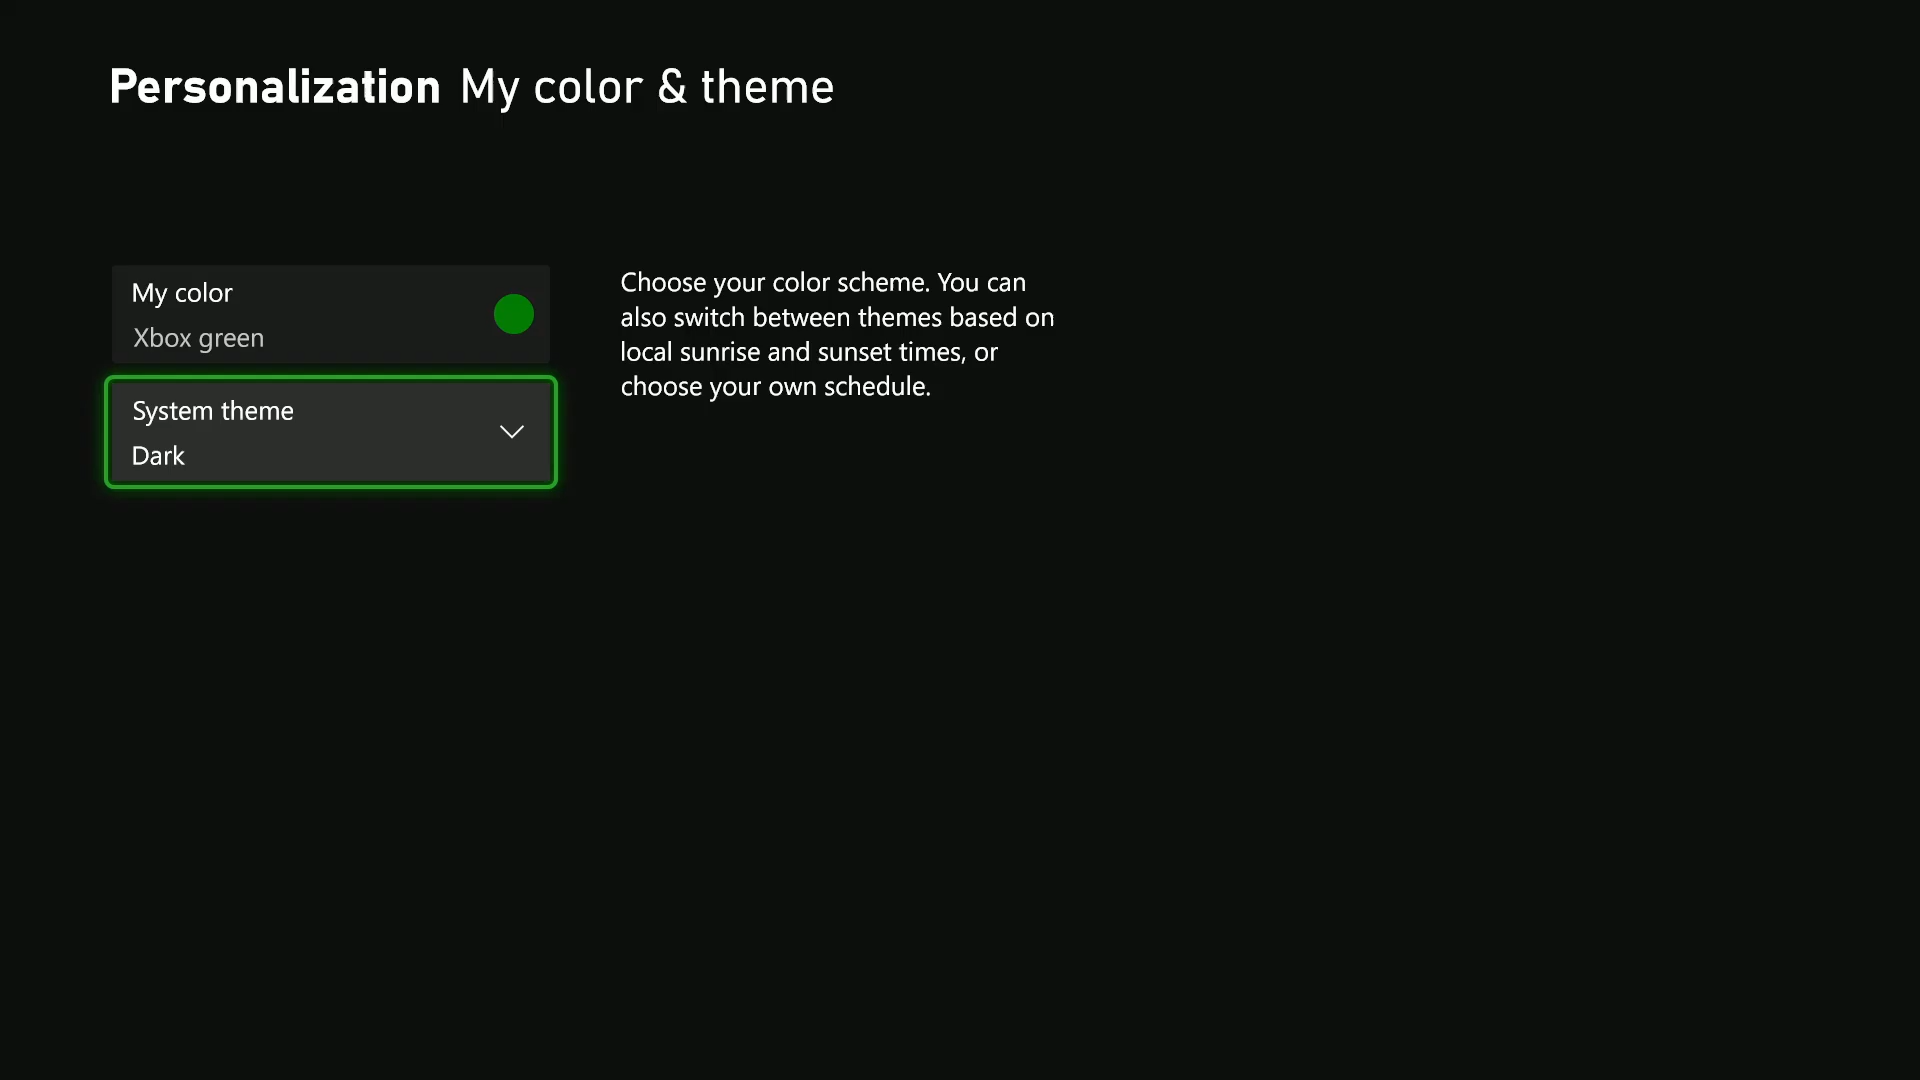 Personalization My color & theme
My color
Xbox green
System theme
Dark
Choose your color scheme. You can
also switch between themes based on
local sunrise and sunset times, or
choose your own schedule.